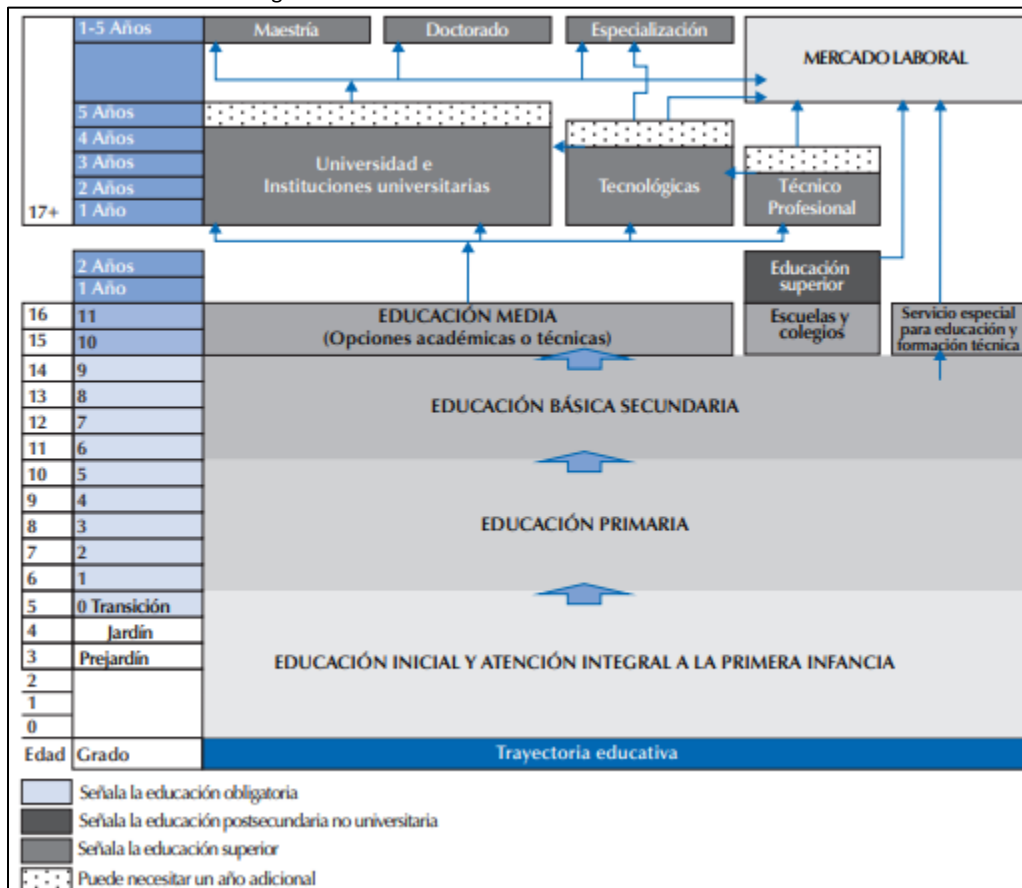 1-5 Años Maestría Doctorado Especialización
MERCADO LABORAL
5 Años
4 Años
3 Años
2 Años
17+ 1 Año
Universidad e
Instituciones universitarias
Tecnológicas
Técnico
Profesional
2 Años
1 Año
Educación
superior
16 11
15 10
EDUCACIÓN MEDIA
(Opciones académicas o técnicas)
Escuelas y
colegios
Servicio especial
para educación y
formación técnica
14 9
13 8
12 7
11 6
EDUCACIÓN BÁSICA SECUNDARIA
10 5
9 4
8 3
7 2
6 1
EDUCACIÓN PRIMARIA
5 0 Transición
4 Jardín
3 Prejardín
2
1
0
EDUCACIÓN INICIAL Y ATENCIÓN INTEGRAL A LA PRIMERA INFANCIA
Edad Grado Trayectoria educativa
Señala la educación obligatoria
Señala la educación postsecundaria no universitaria
Señala la educación superior
Puede necesitar un año adicional